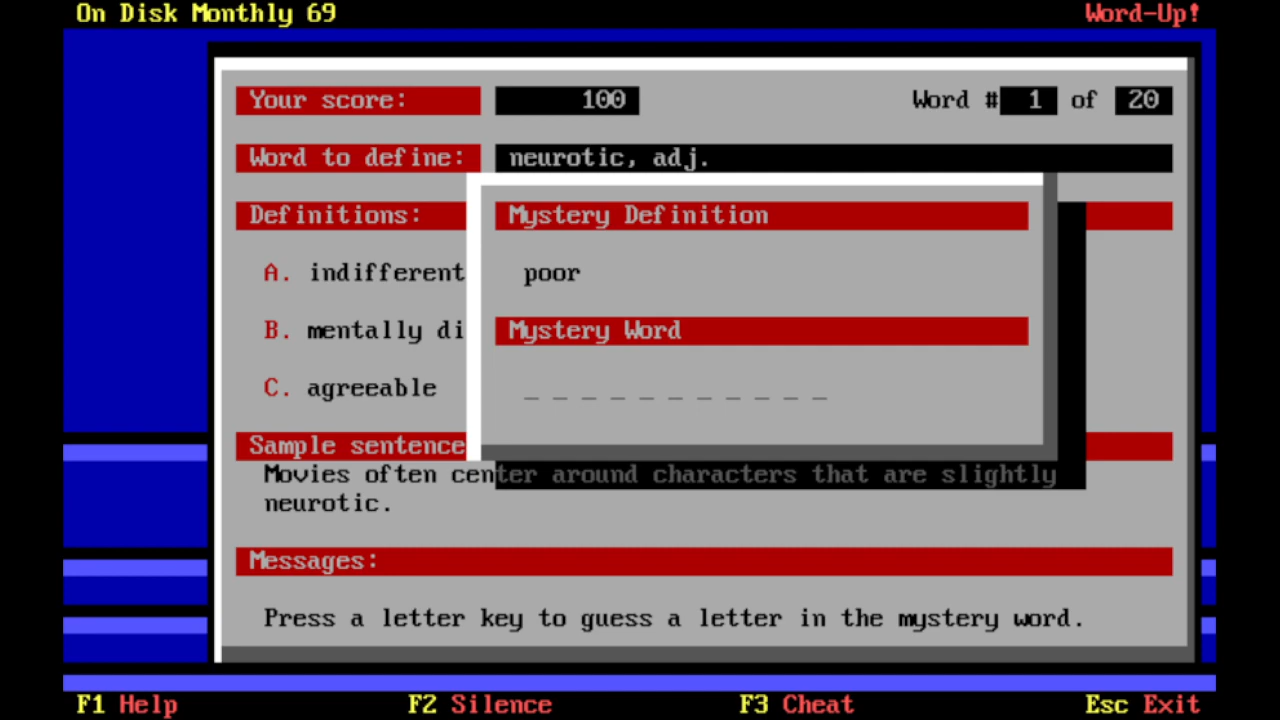 On Disk Monthly 69 Word-Up!
Your score: 100 Word # 1 of 20
Word to define: neurotic, adj.
Definitions:
Mystery Definition
A. indifferent
poor
B. mentally di
Mystery Word
C. agreeable
_ _ _ _ _ _ _ _ _ _ _
Sample sentence
Movies often center around characters that are slightly
neurotic.
Messages:
Press a letter key to guess a letter in the mystery word.
F1 Help F2 Silence F3 Cheat Esc Exit